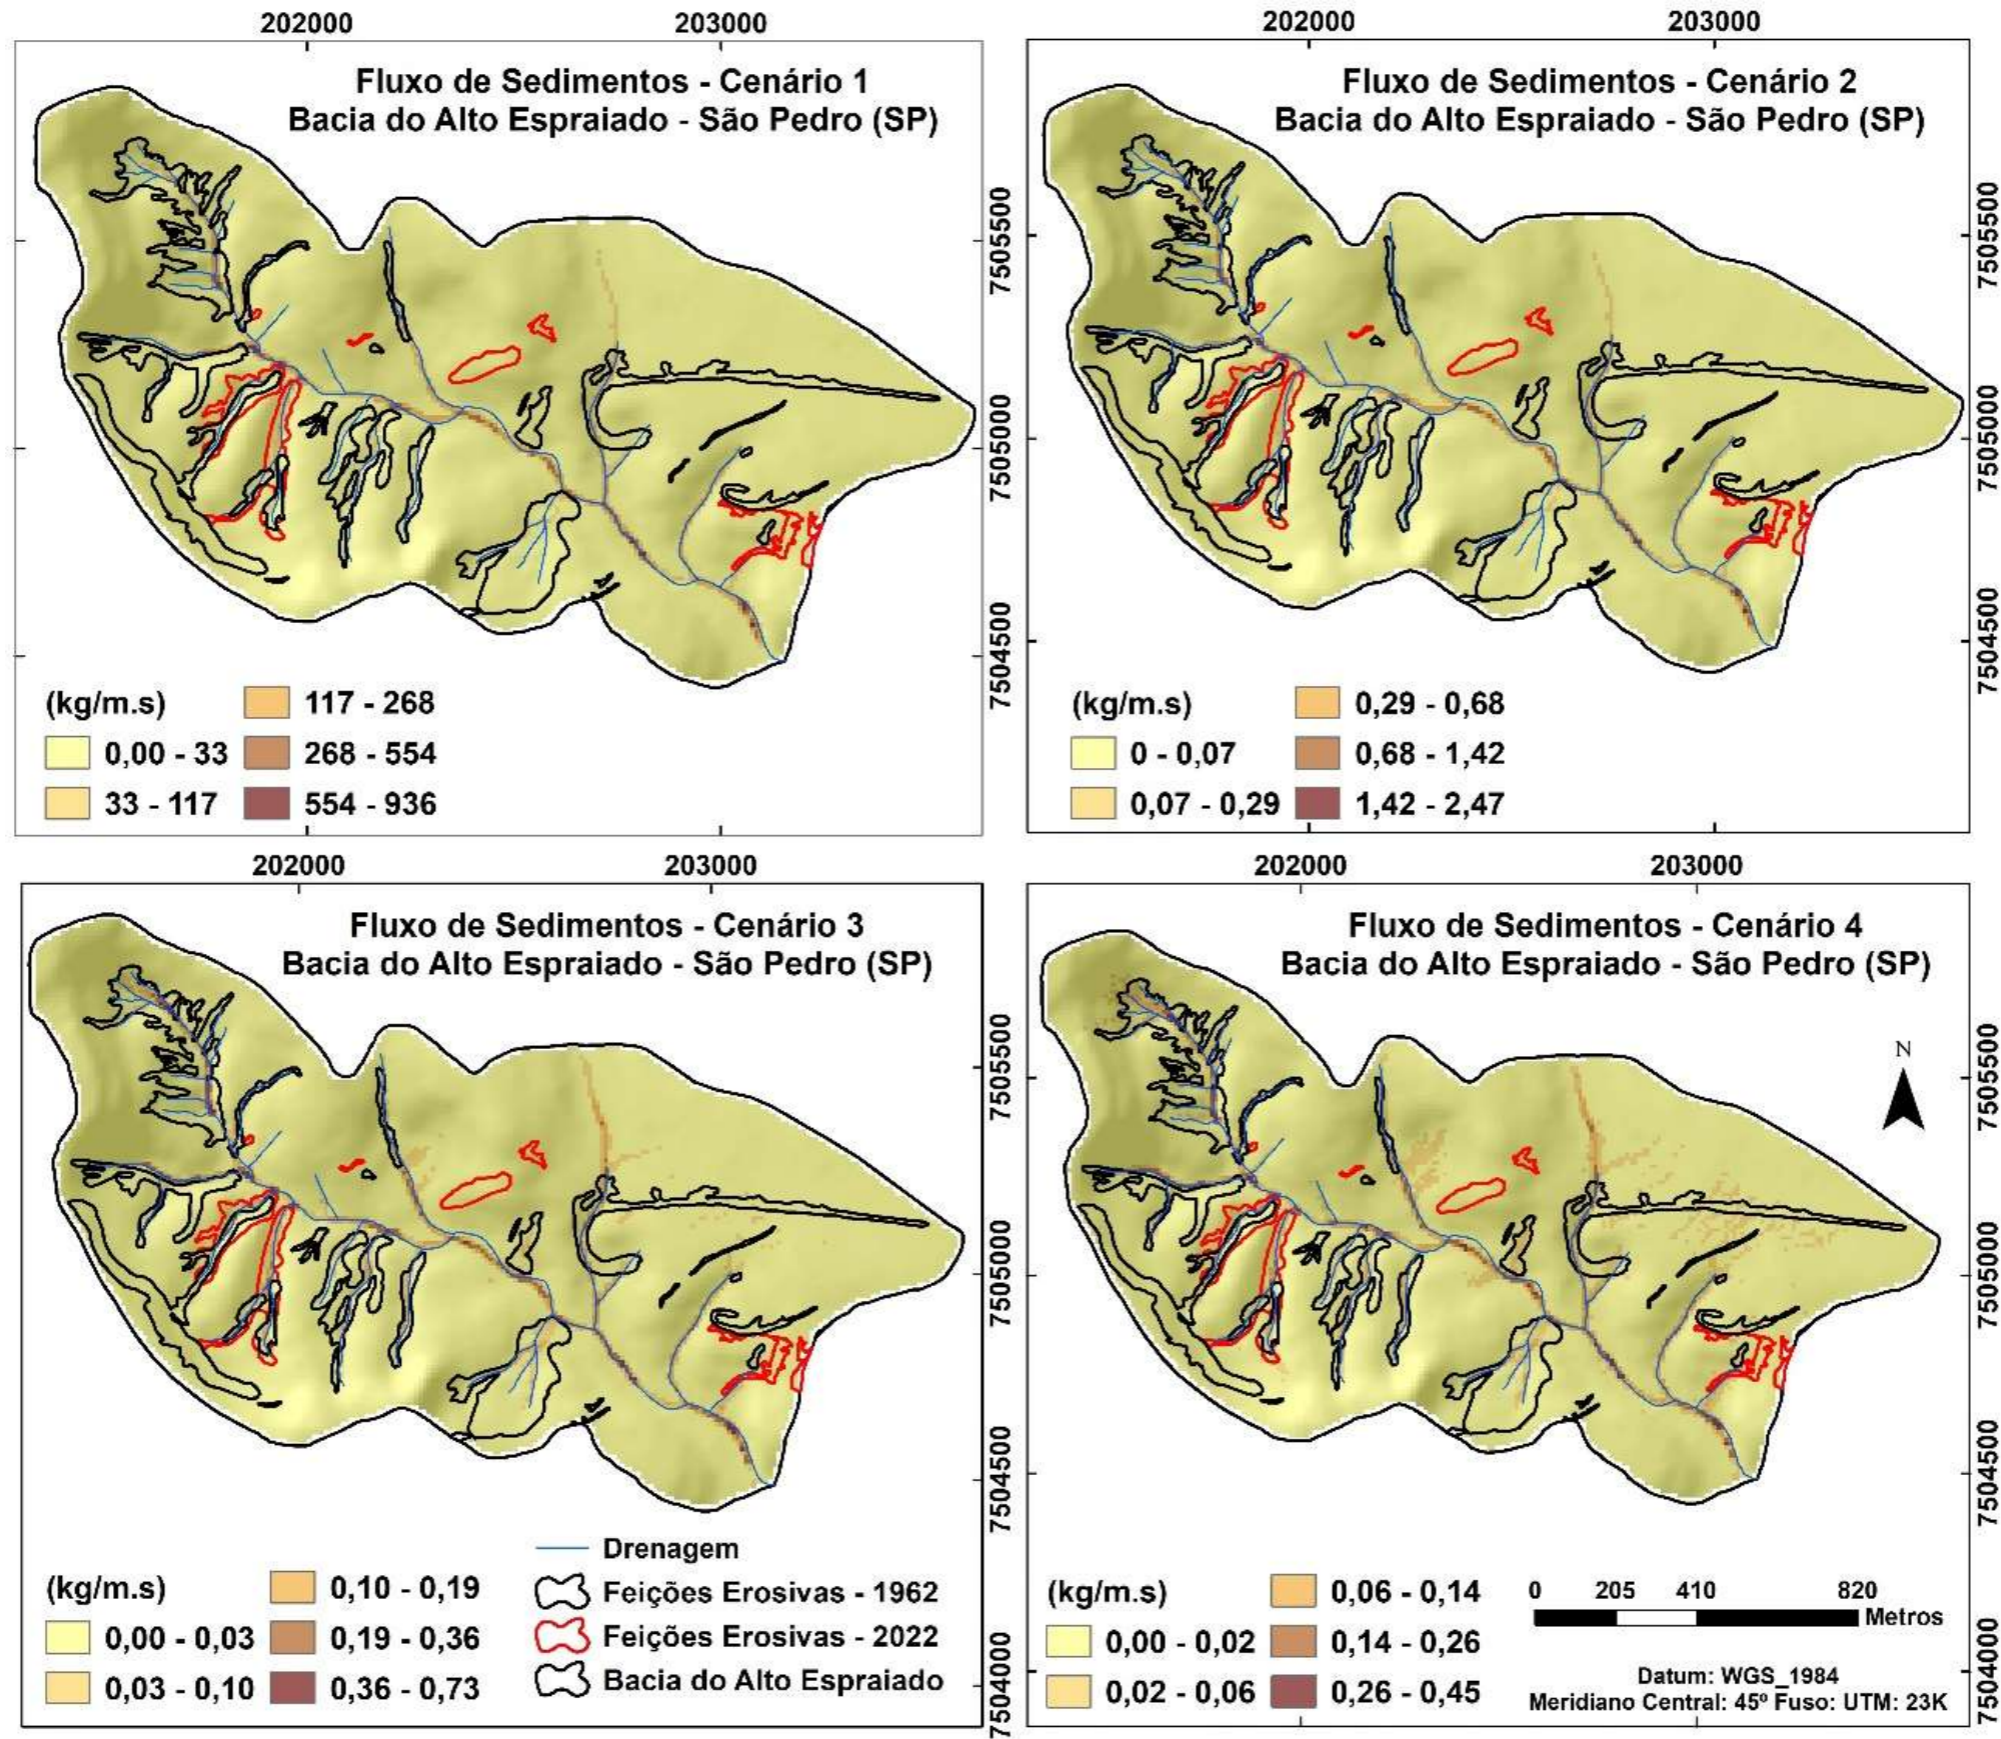 202000 203000
Fluxo de Sedimentos - Cenário 1
Bacia do Alto Espraiado - São Pedro (SP)
7505500
7505000
7504500
(kg/m.s)
0,00 - 33
33 - 117
117 - 268
268 - 554
554 - 936
202000 203000
Fluxo de Sedimentos - Cenário 2
Bacia do Alto Espraiado - São Pedro (SP)
7505500
7505000
7504500
(kg/m.s)
0 - 0,07
0,07 - 0,29
0,29 - 0,68
0,68 - 1,42
1,42 - 2,47
202000 203000
Fluxo de Sedimentos - Cenário 3
Bacia do Alto Espraiado - São Pedro (SP)
7505500
7505000
7504500
7504000
(kg/m.s)
0,00 - 0,03
0,03 - 0,10
0,10 - 0,19
0,19 - 0,36
0,36 - 0,73
Drenagem
Feições Erosivas - 1962
Feições Erosivas - 2022
Bacia do Alto Espraiado
202000 203000
Fluxo de Sedimentos - Cenário 4
Bacia do Alto Espraiado - São Pedro (SP)
N
7505500
7505000
7504500
7504000
(kg/m.s)
0,00 - 0,02
0,02 - 0,06
0,06 - 0,14
0,14 - 0,26
0,26 - 0,45
0 205 410 820
Metros
Datum: WGS_1984
Meridiano Central: 45º Fuso: UTM: 23K